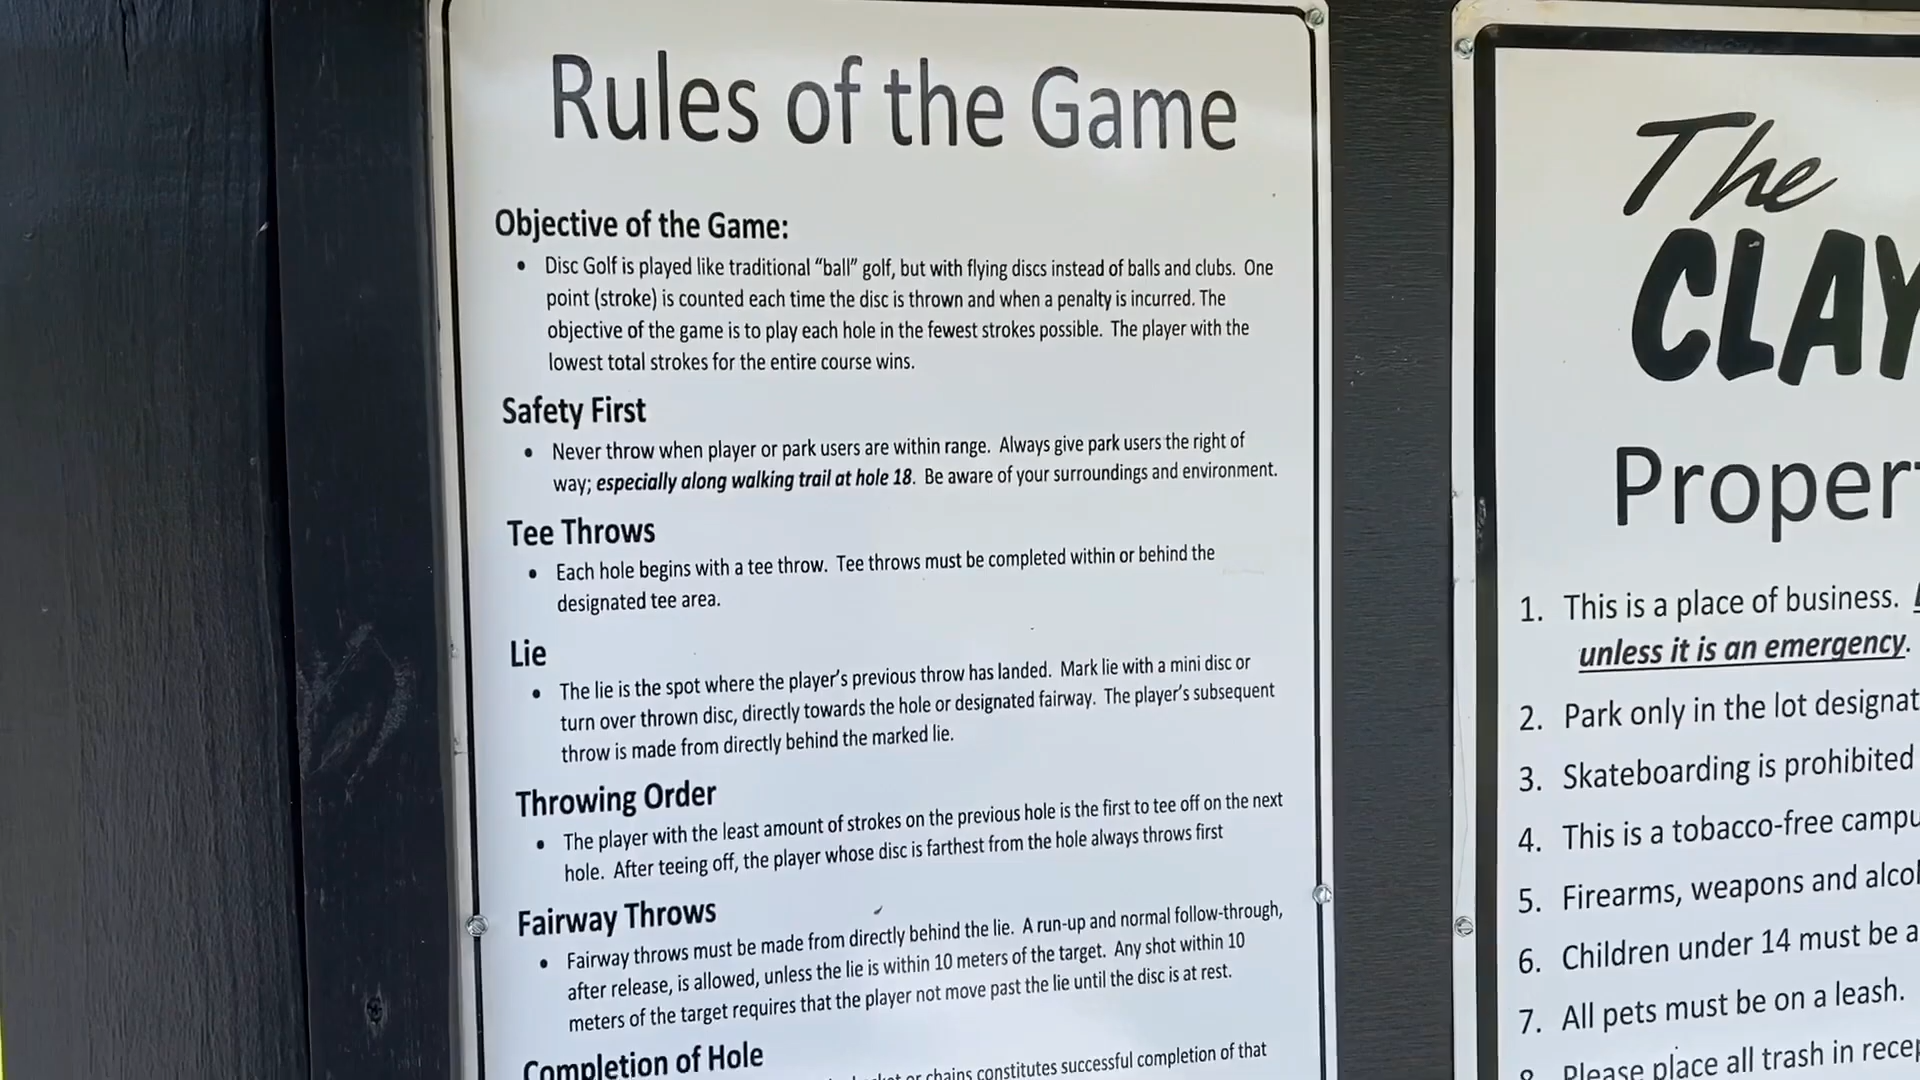 Rules of the Game
Objective of the Game:
• Disc Golf is played like traditional “ball” golf, but with flying discs instead of balls and clubs. One
point (stroke) is counted each time the disc is thrown and when a penalty is incurred. The
objective of the game is to play each hole in the fewest strokes possible. The player with the
lowest total strokes for the entire course wins.
Safety First
• Never throw when player or park users are within range. Always give park users the right of
way; especially along walking trail at hole 18. Be aware of your surroundings and environment.
Tee Throws
• Each hole begins with a tee throw. Tee throws must be completed within or behind the
designated tee area.
Lie
• The lie is the spot where the player’s previous throw has landed. Mark lie with a mini disc or
turn over thrown disc, directly towards the hole or designated fairway. The player’s subsequent
throw is made from directly behind the marked lie.
Throwing Order
• The player with the least amount of strokes on the previous hole is the first to tee off on the next
hole. After teeing off, the player whose disc is farthest from the hole always throws first
Fairway Throws
• Fairway throws must be made from directly behind the lie. A run-up and normal follow-through,
after release, is allowed, unless the lie is within 10 meters of the target. Any shot within 10
meters of the target requires that the player not move past the lie until the disc is at rest.
Completion of Hole
or chains constitutes successful completion of that
The
CLAY
Proper
1. This is a place of business.
unless it is an emergency.
2. Park only in the lot designat
3. Skateboarding is prohibited
4. This is a tobacco-free campu
5. Firearms, weapons and alcoh
6. Children under 14 must be a
7. All pets must be on a leash.
8. Please place all trash in recep